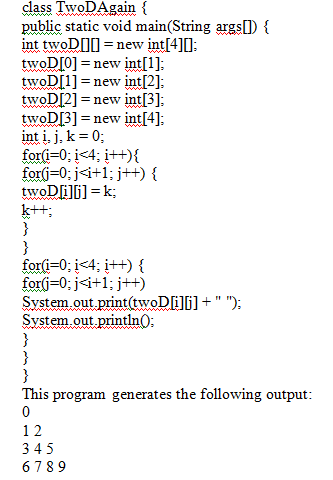 class TwoDAgain {
public static void main(String args[]) {
int twoD[][] = new int[4][];
twoD[0] = new int[1];
twoD[1] = new int[2];
twoD[2] = new int[3];
twoD[3] = new int[4];
int i, j, k = 0;
for(i=0; i<4; i++){
for(j=0; j<i+1; j++) {
twoD[i][j] = k;
k++;
}
}
for(i=0; i<4; i++) {
for(j=0; j<i+1; j++)
System.out.print(twoD[i][j] + " ");
System.out.println();
}
}
}
This program generates the following output:
0
1 2
3 4 5
6 7 8 9